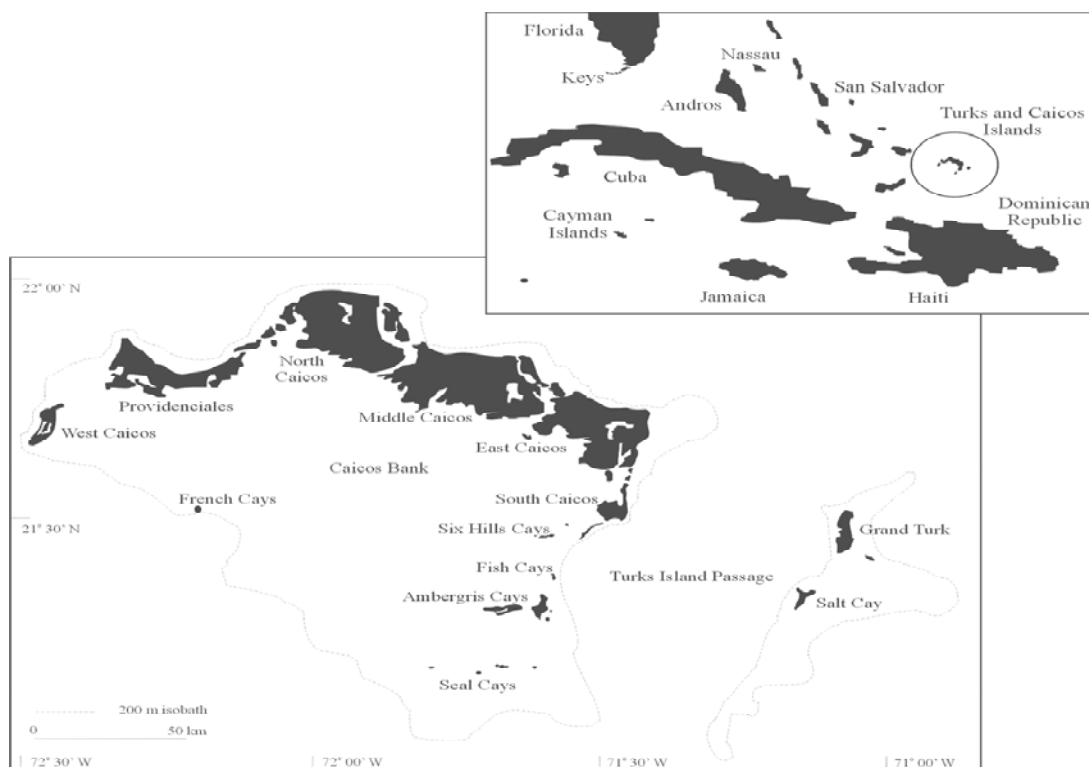 Florida
Keys
Nassau
Andros
San Salvador
Turks and Caicos
Islands
Cuba
Cayman
Islands
Dominican
Republic
Jamaica
Haiti
22° 00` N
North
Caicos
Providenciales
Middle Caicos
West Caicos
East Caicos
Caicos Bank
French Cays
South Caicos
21° 30` N
Six Hills Cays
Grand Turk
Fish Cays
Turks Island Passage
Ambergris Cays
Salt Cay
Seal Cays
200 m isobath
0 50 km
72° 30` W
72° 00` W
71° 30` W
71° 00` W